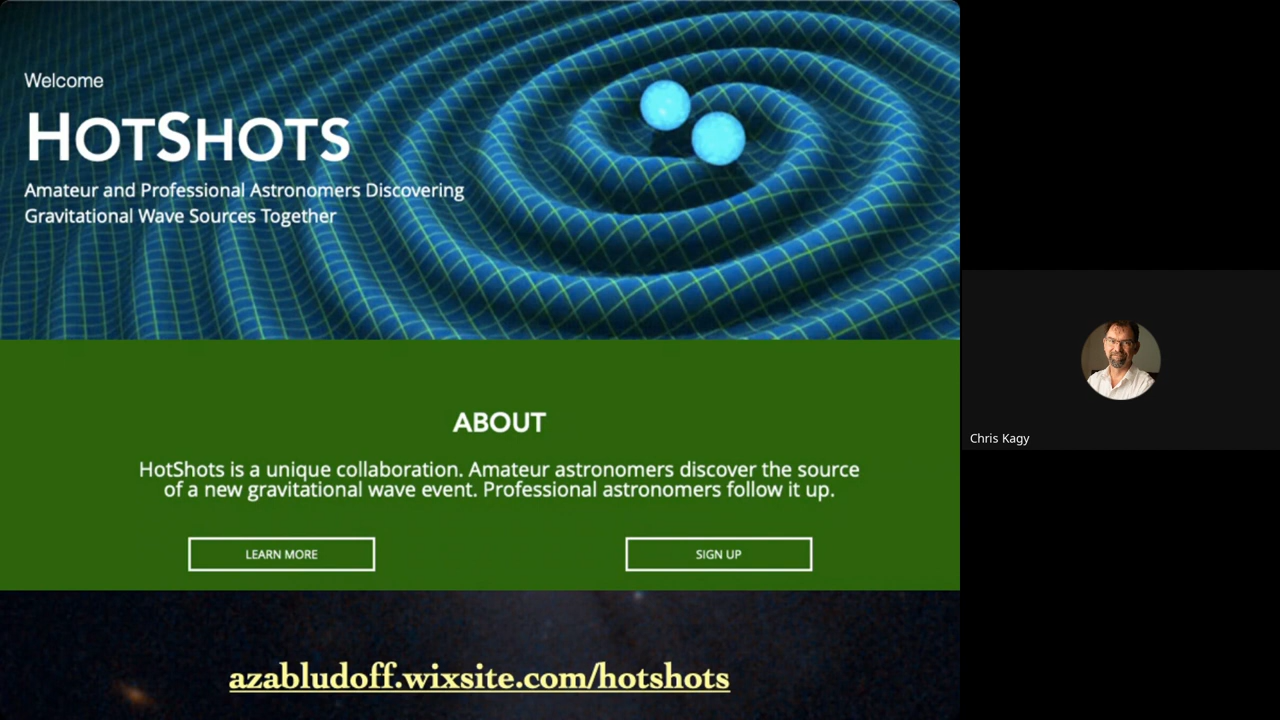 Welcome
HOTSHOTS
Amateur and Professional Astronomers Discovering
Gravitational Wave Sources Together
ABOUT
HotShots is a unique collaboration. Amateur astronomers discover the source
of a new gravitational wave event. Professional astronomers follow it up.
LEARN MORE
SIGN UP
azabludoff.wixsite.com/hotshots
Chris Kagy